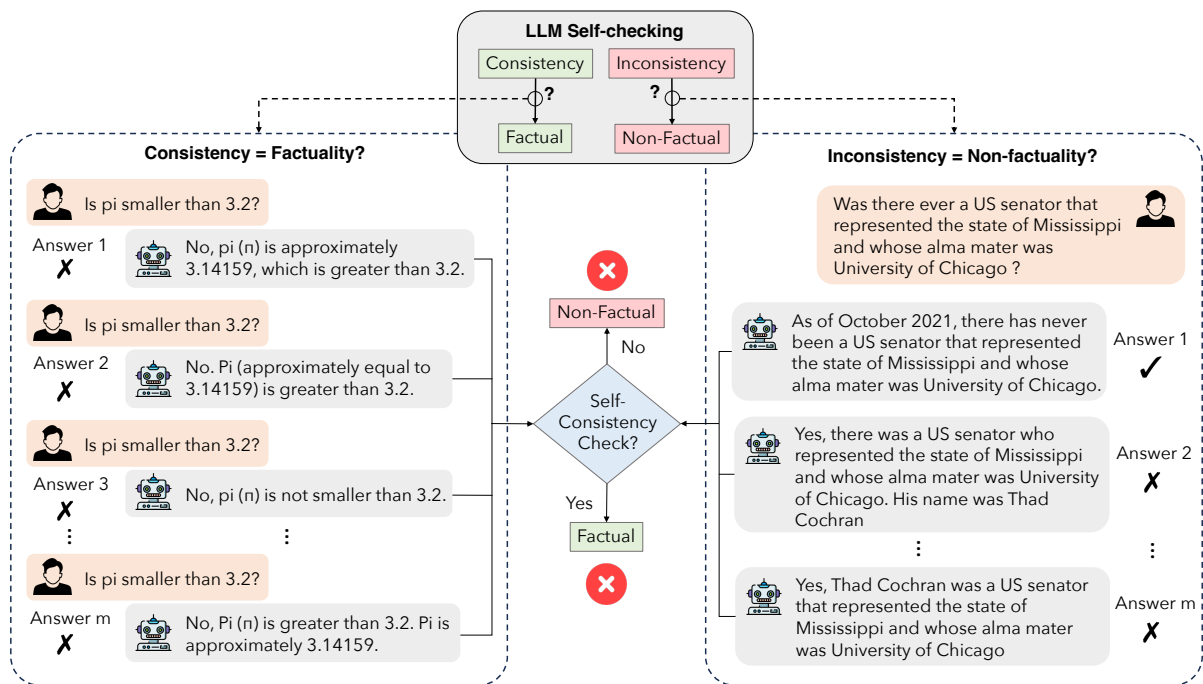 LLM Self-checking
Consistency
Inconsistency
?
?
Factual
Non-Factual
Consistency = Factuality?
Is pi smaller than 3.2?
Answer 1
✗
No, pi (π) is approximately
3.14159, which is greater than 3.2.
Is pi smaller than 3.2?
Answer 2
✗
No. Pi (approximately equal to
3.14159) is greater than 3.2.
Is pi smaller than 3.2?
Answer 3
✗
No, pi (π) is not smaller than 3.2.
⋮
⋮
Is pi smaller than 3.2?
Answer m
✗
No, Pi (π) is greater than 3.2. Pi is
approximately 3.14159.
Non-Factual
No
Self-
Consistency
Check?
Yes
Factual
Inconsistency = Non-factuality?
Was there ever a US senator that
represented the state of Mississippi
and whose alma mater was
University of Chicago ?
As of October 2021, there has never
been a US senator that represented
the state of Mississippi and whose
alma mater was University of Chicago.
Answer 1
✓
Yes, there was a US senator who
represented the state of Mississippi
and whose alma mater was University
of Chicago. His name was Thad
Cochran
Answer 2
✗
⋮
⋮
Yes, Thad Cochran was a US senator
that represented the state of
Mississippi and whose alma mater
was University of Chicago
Answer m
✗